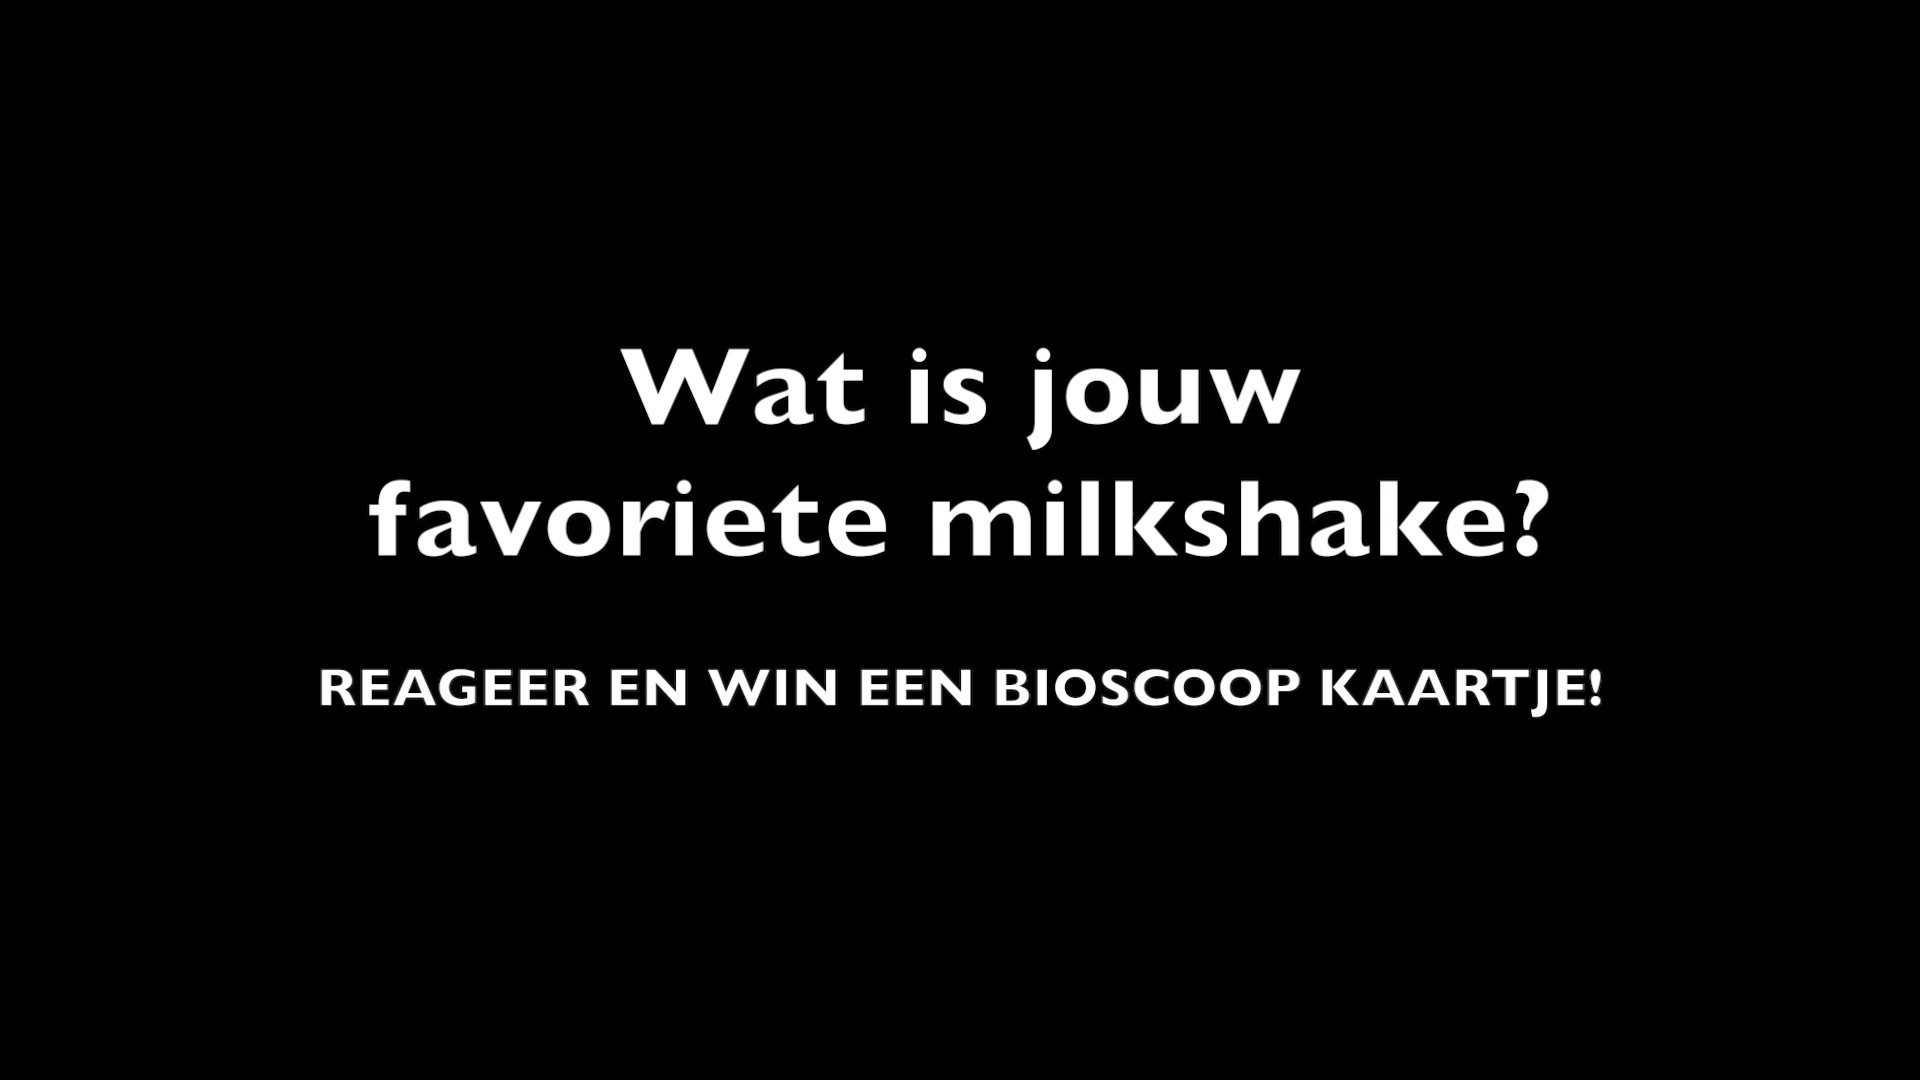 Wat is jouw
favoriete milkshake?
REAGEER EN WIN EEN BIOSCOOP KAARTJE!